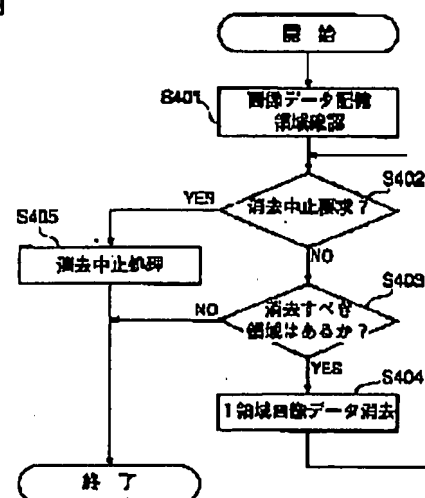 開 始
S401
画像データ記憶
領域確認
S402
消去中止要求？
YES
NO
S405
消去中止処理
S403
消去すべき
領域はあるか？
NO
YES
S404
1領域画像データ消去
終 了